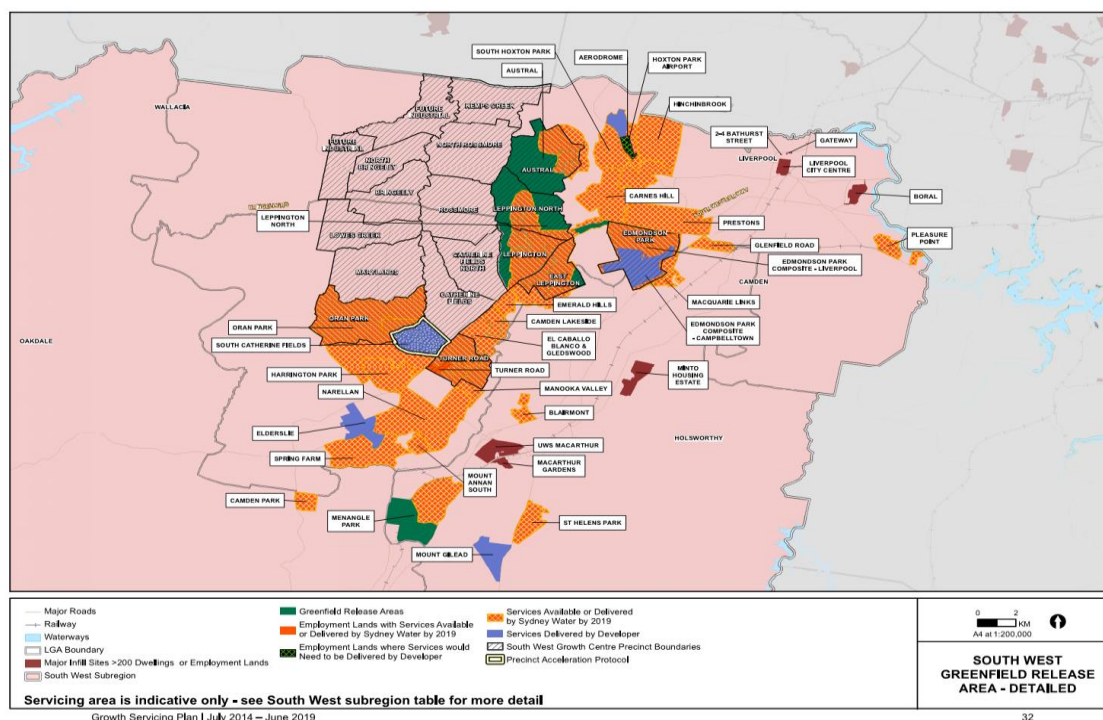 SOUTH HOXTON PARK
AERODROME
HOXTON PARK
AIRPORT
AUSTRAL
HINCHINBROOK
WALLACIA
FUTURE
INDUSTRIAL
KEMPS CREEK
2-4 BATHURST
STREET
GATEWAY
FUTURE
INDUSTRIAL
NORTH ROSSMORE
LIVERPOOL
LIVERPOOL
CITY CENTRE
NORTH
BRINGELLY
AUSTRAL
BRINGELLY
CARNES HILL
BORAL
LEPPINGTON
NORTH
ROSSMORE
LEPPINGTON NORTH
PRESTONS
LOWES CREEK
EDMONDSON
PARK
GLENFIELD ROAD
PLEASURE
POINT
CATHERINE
FIELDS
NORTH
LEPPINGTON
EDMONDSON PARK
COMPOSITE - LIVERPOOL
MARYLANDS
EAST
LEPPINGTON
CAMDEN
CATHERINE
FIELDS
EMERALD HILLS
MACQUARIE LINKS
ORAN PARK
ORAN PARK
CAMDEN LAKESIDE
EDMONDSON PARK
COMPOSITE
- CAMPBELLTOWN
OAKDALE
SOUTH CATHERINE FIELDS
EL CABALLO
BLANCO &
GLEDSWOOD
TURNER ROAD
TURNER ROAD
HARRINGTON PARK
MINTO
HOUSING
ESTATE
MANOOKA VALLEY
NARELLAN
BLAIRMONT
ELDERSLIE
HOLSWORTHY
UWS MACARTHUR
SPRING FARM
MACARTHUR
GARDENS
MOUNT
ANNAN
SOUTH
CAMDEN PARK
MENANGLE
PARK
ST HELENS PARK
MOUNT GILEAD
Major Roads
Railway
Waterways
LGA Boundary
Major Infill Sites >200 Dwellings or Employment Lands
South West Subregion
Greenfield Release Areas
Employment Lands with Services Available
or Delivered by Sydney Water by 2019
Employment Lands where Services would
Need to be Delivered by Developer
Services Available or Delivered
by Sydney Water by 2019
Services Delivered by Developer
South West Growth Centre Precinct Boundaries
Precinct Acceleration Protocol
0 2
KM
A4 at 1:200,000
SOUTH WEST
GREENFIELD RELEASE
AREA - DETAILED
Servicing area is indicative only - see South West subregion table for more detail
Growth Servicing Plan | July 2014 – June 2019
32